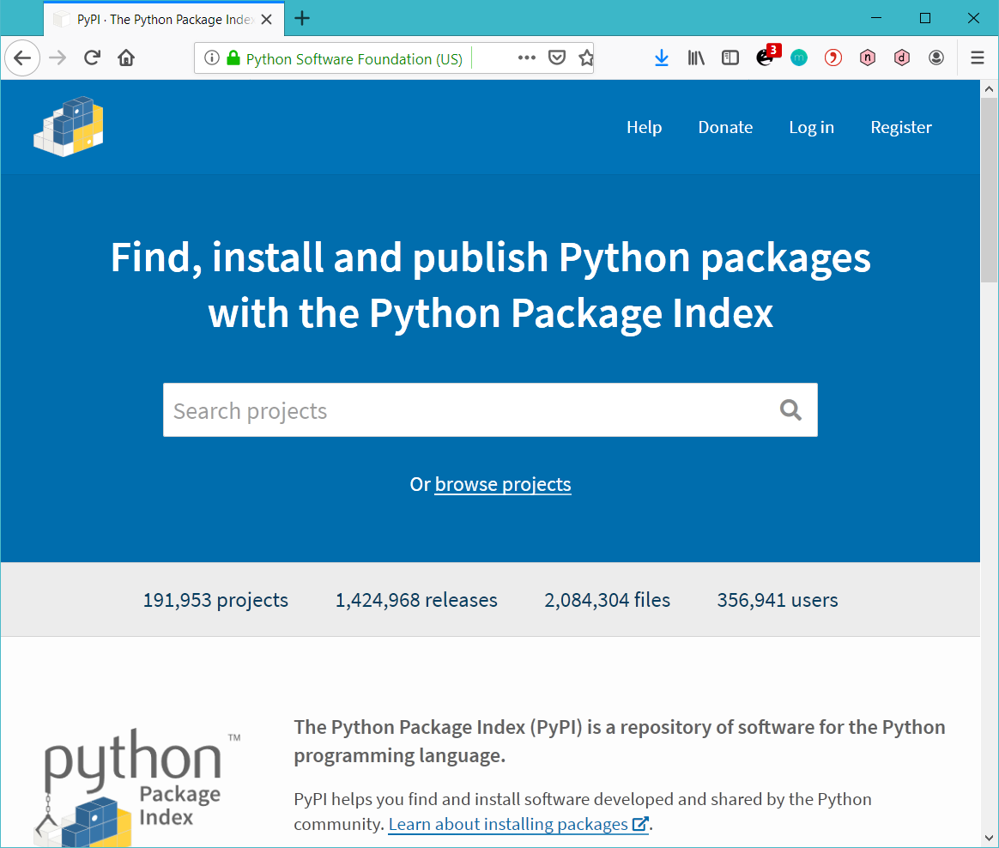 PyPI · The Python Package Inde
Python Software Foundation (US)
3
m
n
d
Help
Donate
Log in
Register
Find, install and publish Python packages
with the Python Package Index
Search projects
Or browse projects
191,953 projects
1,424,968 releases
2,084,304 files
356,941 users
python™
Package
Index
The Python Package Index (PyPI) is a repository of software for the Python
programming language.
PyPI helps you find and install software developed and shared by the Python
community. Learn about installing packages.